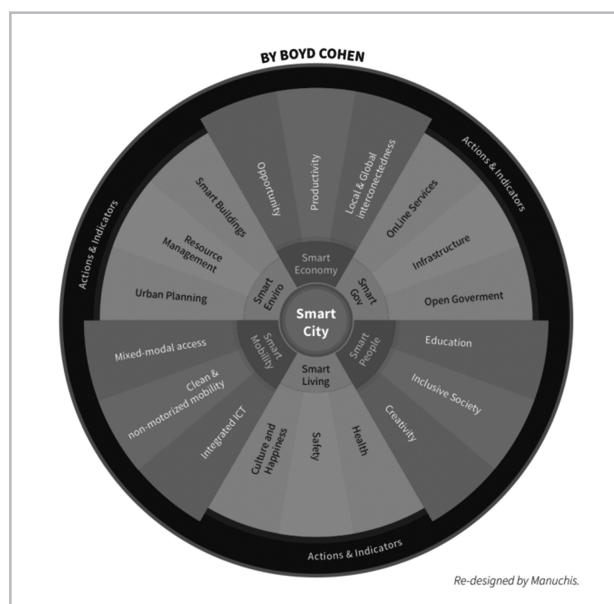 BY BOYD COHEN
Actions & Indicators
Actions & Indicators
Opportunity
Productivity
Local & Global
interconectedness
Smart Buildings
Resource
Management
Urban Planning
OnLine Services
Infrastructure
Open Goverment
Smart
Economy
Smart
Enviro
Smart
Gov
Smart
City
Smart
Mobility
Smart
People
Smart
Living
Mixed-modal access
Clean &
non-motorized mobility
Integrated ICT
Education
Inclusive Society
Creativity
Culture and
Happiness
Safety
Health
Actions & Indicators
Re-designed by Manuchis.